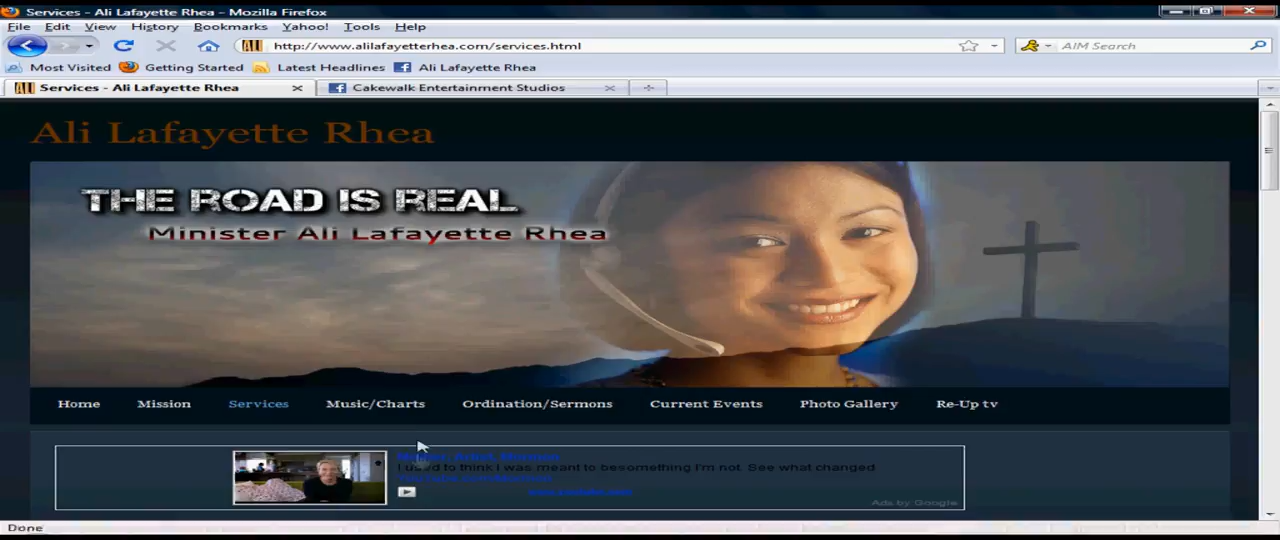 Services - Ali Lafayette Rhea - Mozilla Firefox
File Edit View History Bookmarks Yahoo! Tools Help
http://www.alilafayetterhea.com/services.html AIM Search
Most Visited Getting Started Latest Headlines Ali Lafayette Rhea
Services - Ali Lafayette Rhea Cakewalk Entertainment Studios
Ali Lafayette Rhea
THE ROAD IS REAL
Minister Ali Lafayette Rhea
Home Mission Services Music/Charts Ordination/Sermons Current Events Photo Gallery Re-Up tv
I used to think I was meant to besomething I'm not. See what changed
Ads by Google
Done